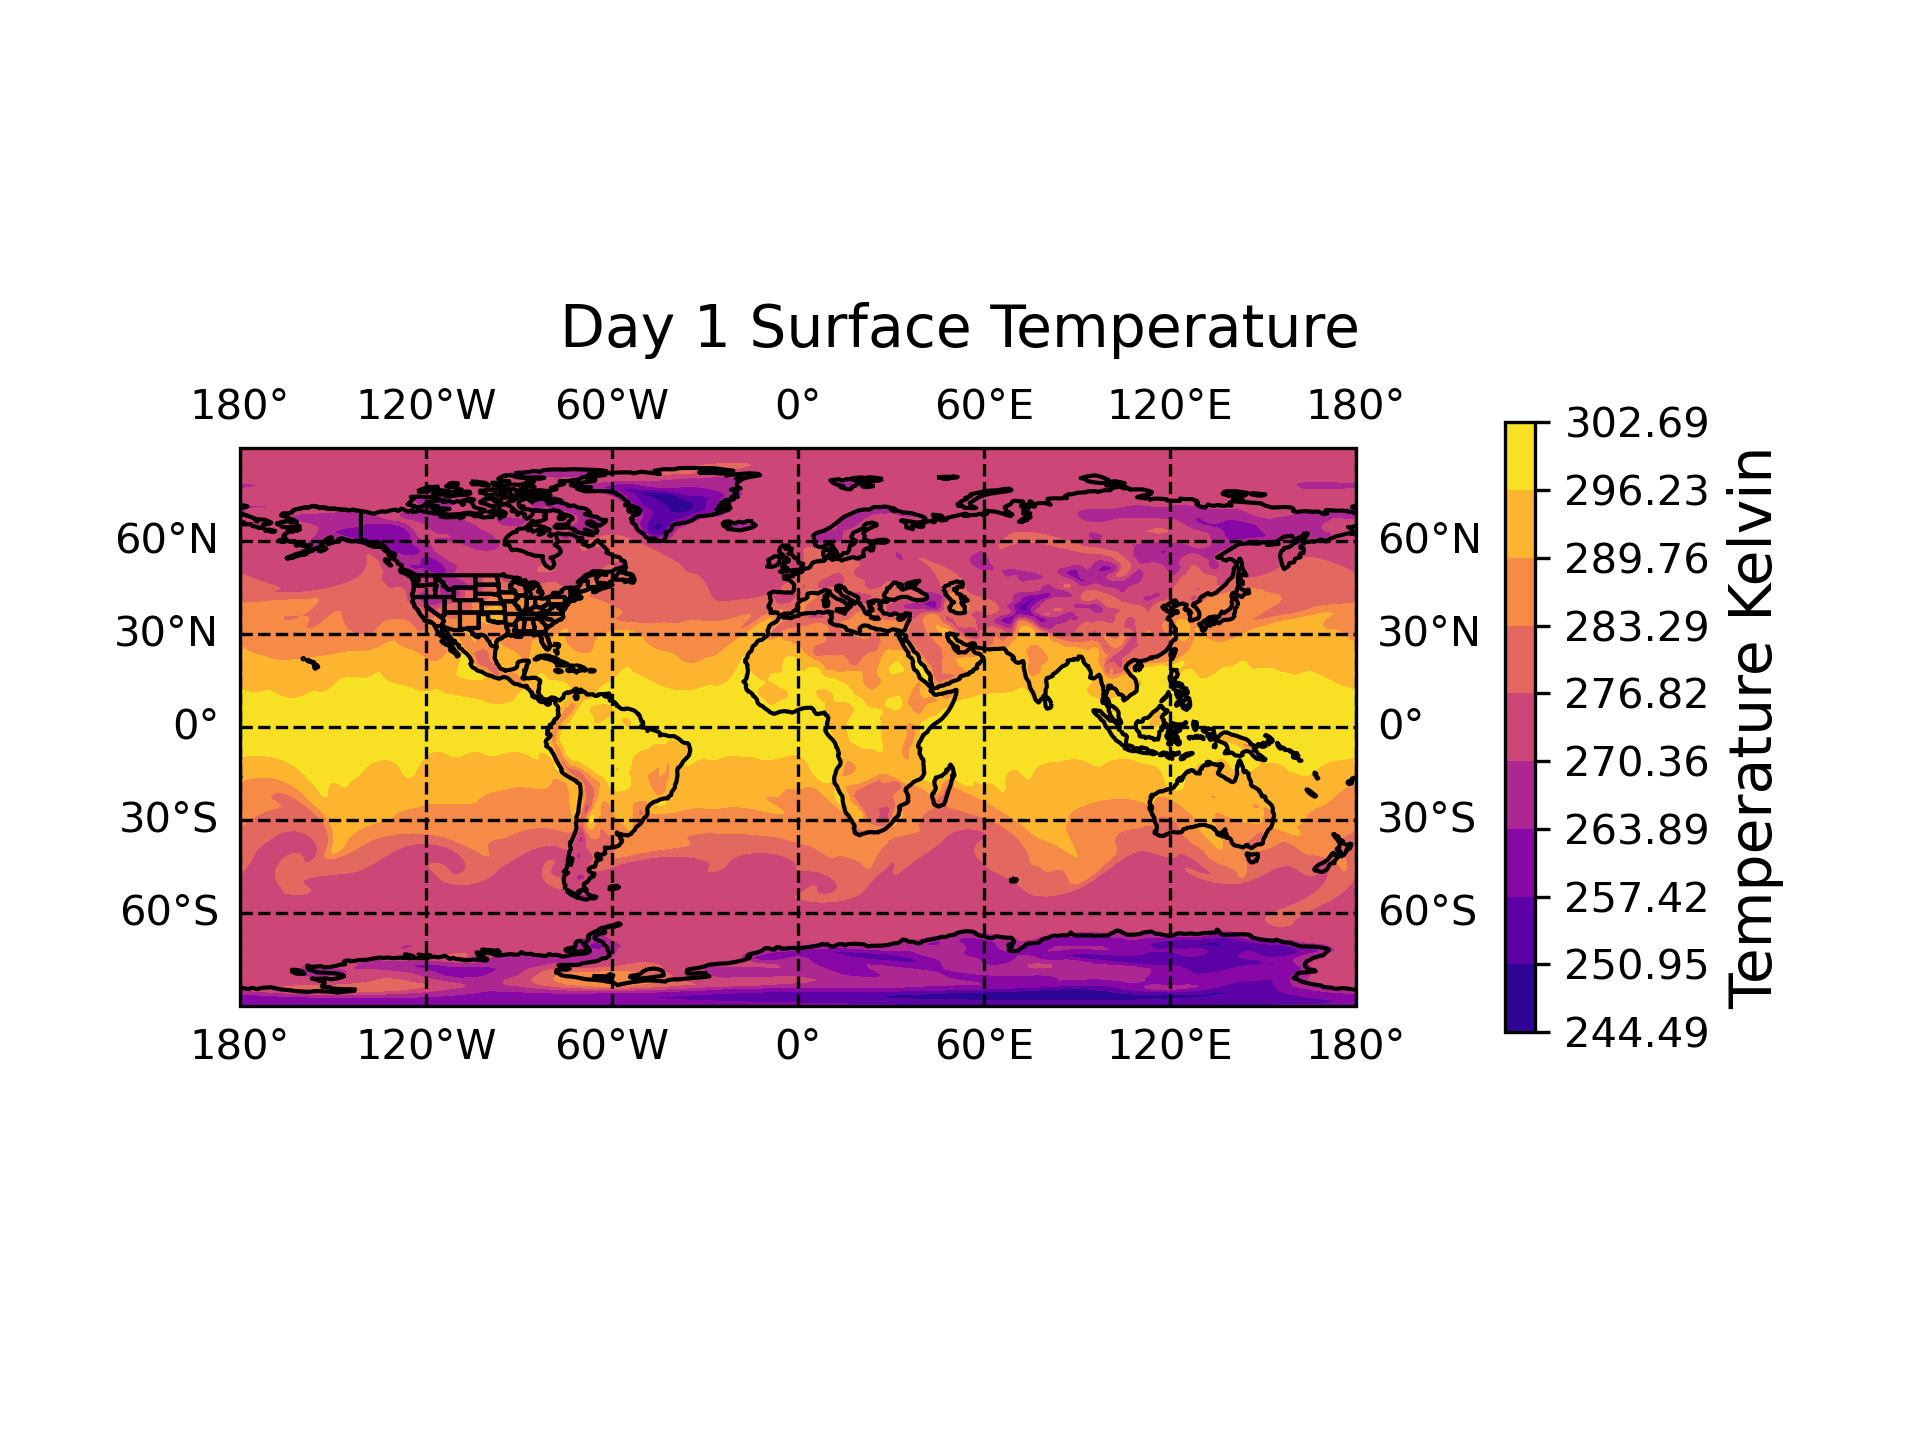 Day 1 Surface Temperature
180° 120°W 60°W 0° 60°E 120°E 180°
60°N 60°N
30°N 30°N
0° 0°
30°S 30°S
60°S 60°S
180° 120°W 60°W 0° 60°E 120°E 180°
302.69
296.23
289.76
283.29
276.82
270.36
263.89
257.42
250.95
244.49
Temperature Kelvin